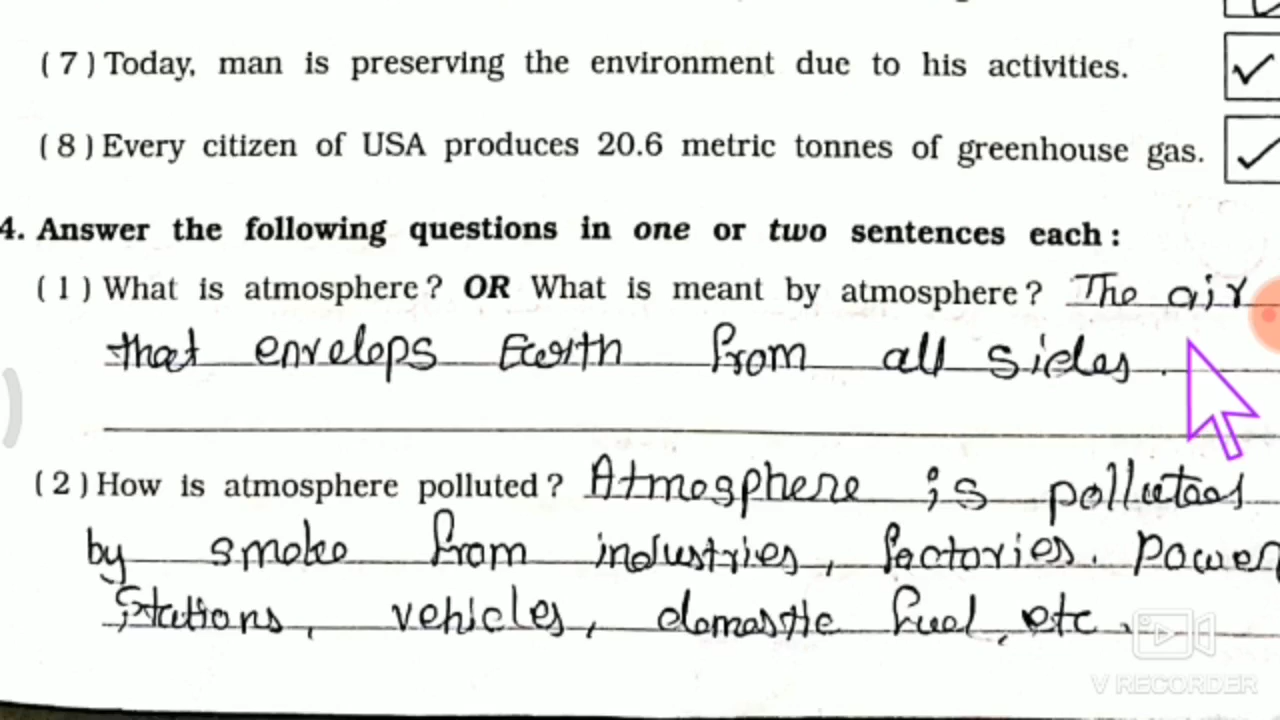 (7) Today, man is preserving the environment due to his activities. ✓
(8) Every citizen of USA produces 20.6 metric tonnes of greenhouse gas. ✓
4. Answer the following questions in one or two sentences each :
(1) What is atmosphere? OR What is meant by atmosphere? The air
that envelops Earth from all sides.
(2) How is atmosphere polluted? Atmosphere is polluted
by smoke from industries, factories. Power
Stations, vehicles, domastic fuel, etc.
V RECORDER